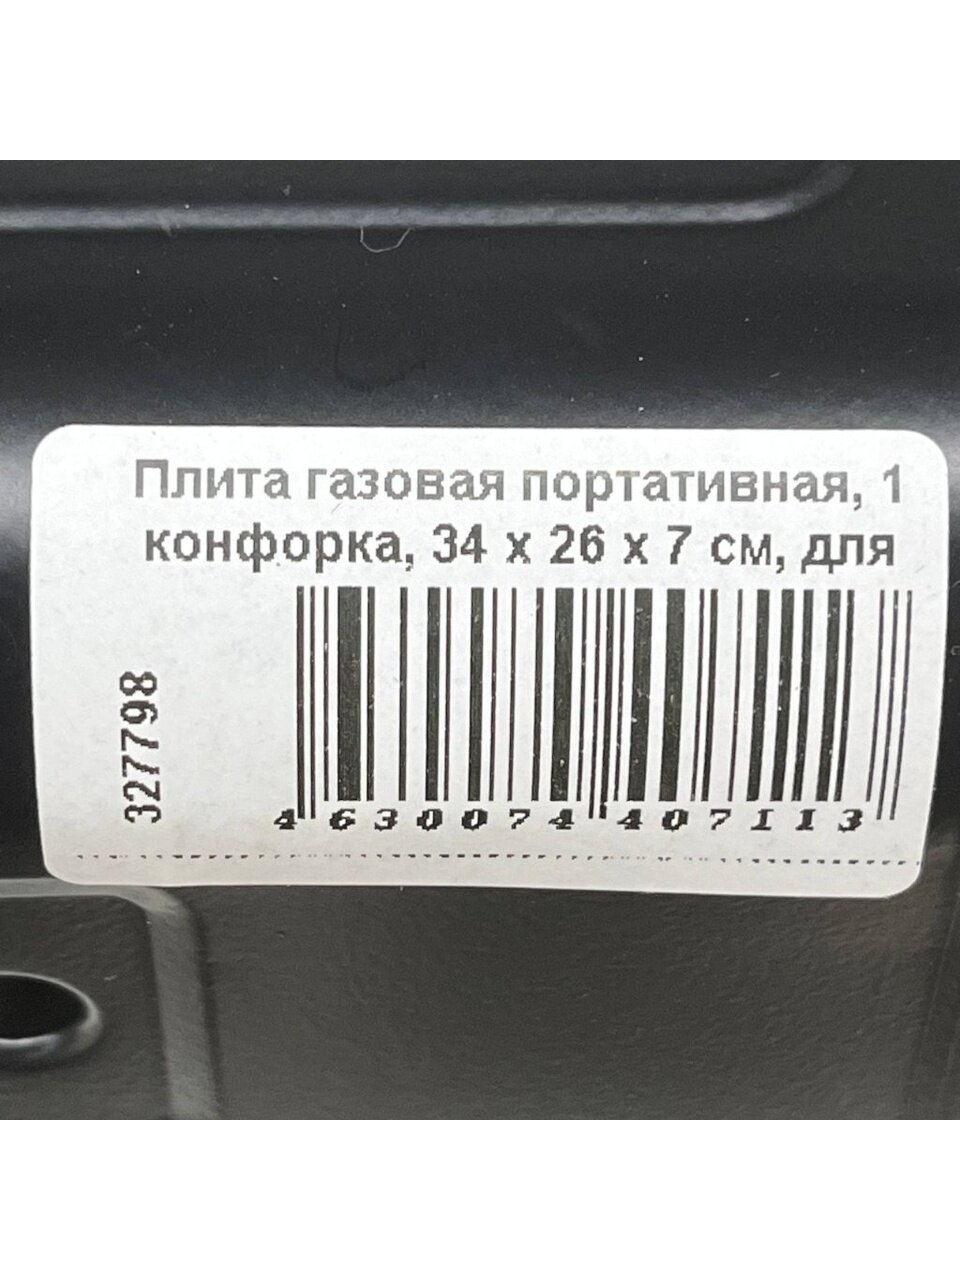 Плита газовая портативная, 1
конфорка, 34 x 26 x 7 см, для
327798
4 630074 407113